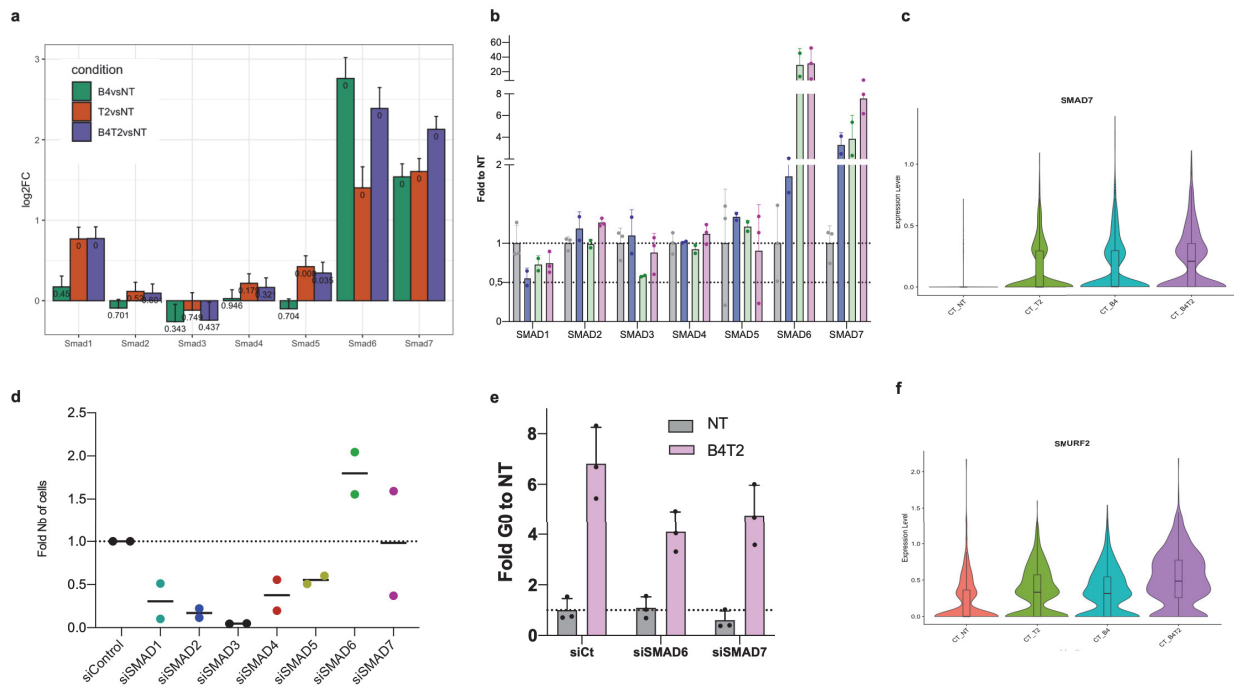 a
condition
B4vsNT
T2vsNT
B4T2vsNT
log2FC
3
2
1
0
0.45
0
0
0.701
0.343
0.437
0.946
0.32
0.704
0.035
0
0
0
0
0
0
Smad1
Smad2
Smad3
Smad4
Smad5
Smad6
Smad7
b
Fold to NT
60
40
20
8
6
4
2
1
0.5
0
SMAD1
SMAD2
SMAD3
SMAD4
SMAD5
SMAD6
SMAD7
c
SMAD7
Expression Level
1.0
0.5
0.0
CT_NT
CT_T2
CT_B4
CT_B4T2
d
Fold Nb of cells
2.5
2.0
1.5
1.0
0.5
0.0
siControl
siSMAD1
siSMAD2
siSMAD3
siSMAD4
siSMAD5
siSMAD6
siSMAD7
e
NT
B4T2
Fold G0 to NT
8
6
4
2
0
siCt
siSMAD6
siSMAD7
f
SMURF2
Expression Level
2.0
1.5
1.0
0.5
0.0
CT_NT
CT_T2
CT_B4
CT_B4T2